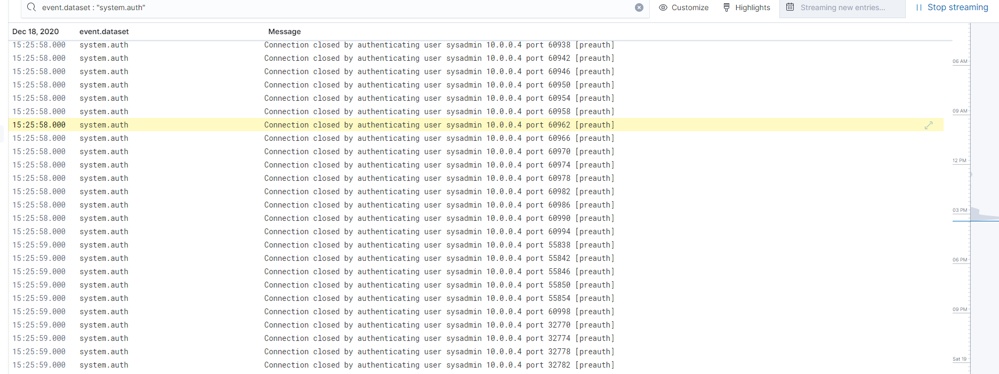 event.dataset : "system.auth" Customize Highlights Streaming new entries... Stop streaming
Dec 18, 2020 event.dataset Message
15:25:58.000 system.auth Connection closed by authenticating user sysadmin 10.0.0.4 port 60938 [preauth]
15:25:58.000 system.auth Connection closed by authenticating user sysadmin 10.0.0.4 port 60942 [preauth]
15:25:58.000 system.auth Connection closed by authenticating user sysadmin 10.0.0.4 port 60946 [preauth]
15:25:58.000 system.auth Connection closed by authenticating user sysadmin 10.0.0.4 port 60950 [preauth]
15:25:58.000 system.auth Connection closed by authenticating user sysadmin 10.0.0.4 port 60954 [preauth]
15:25:58.000 system.auth Connection closed by authenticating user sysadmin 10.0.0.4 port 60958 [preauth]
15:25:58.000 system.auth Connection closed by authenticating user sysadmin 10.0.0.4 port 60962 [preauth]
15:25:58.000 system.auth Connection closed by authenticating user sysadmin 10.0.0.4 port 60966 [preauth]
15:25:58.000 system.auth Connection closed by authenticating user sysadmin 10.0.0.4 port 60970 [preauth]
15:25:58.000 system.auth Connection closed by authenticating user sysadmin 10.0.0.4 port 60974 [preauth]
15:25:58.000 system.auth Connection closed by authenticating user sysadmin 10.0.0.4 port 60978 [preauth]
15:25:58.000 system.auth Connection closed by authenticating user sysadmin 10.0.0.4 port 60982 [preauth]
15:25:58.000 system.auth Connection closed by authenticating user sysadmin 10.0.0.4 port 60986 [preauth]
15:25:58.000 system.auth Connection closed by authenticating user sysadmin 10.0.0.4 port 60990 [preauth]
15:25:58.000 system.auth Connection closed by authenticating user sysadmin 10.0.0.4 port 60994 [preauth]
15:25:59.000 system.auth Connection closed by authenticating user sysadmin 10.0.0.4 port 55838 [preauth]
15:25:59.000 system.auth Connection closed by authenticating user sysadmin 10.0.0.4 port 55842 [preauth]
15:25:59.000 system.auth Connection closed by authenticating user sysadmin 10.0.0.4 port 55846 [preauth]
15:25:59.000 system.auth Connection closed by authenticating user sysadmin 10.0.0.4 port 55850 [preauth]
15:25:59.000 system.auth Connection closed by authenticating user sysadmin 10.0.0.4 port 55854 [preauth]
15:25:59.000 system.auth Connection closed by authenticating user sysadmin 10.0.0.4 port 60998 [preauth]
15:25:59.000 system.auth Connection closed by authenticating user sysadmin 10.0.0.4 port 32770 [preauth]
15:25:59.000 system.auth Connection closed by authenticating user sysadmin 10.0.0.4 port 32774 [preauth]
15:25:59.000 system.auth Connection closed by authenticating user sysadmin 10.0.0.4 port 32778 [preauth]
15:25:59.000 system.auth Connection closed by authenticating user sysadmin 10.0.0.4 port 32782 [preauth]
06 AM
09 AM
12 PM
03 PM
06 PM
09 PM
Sat 19